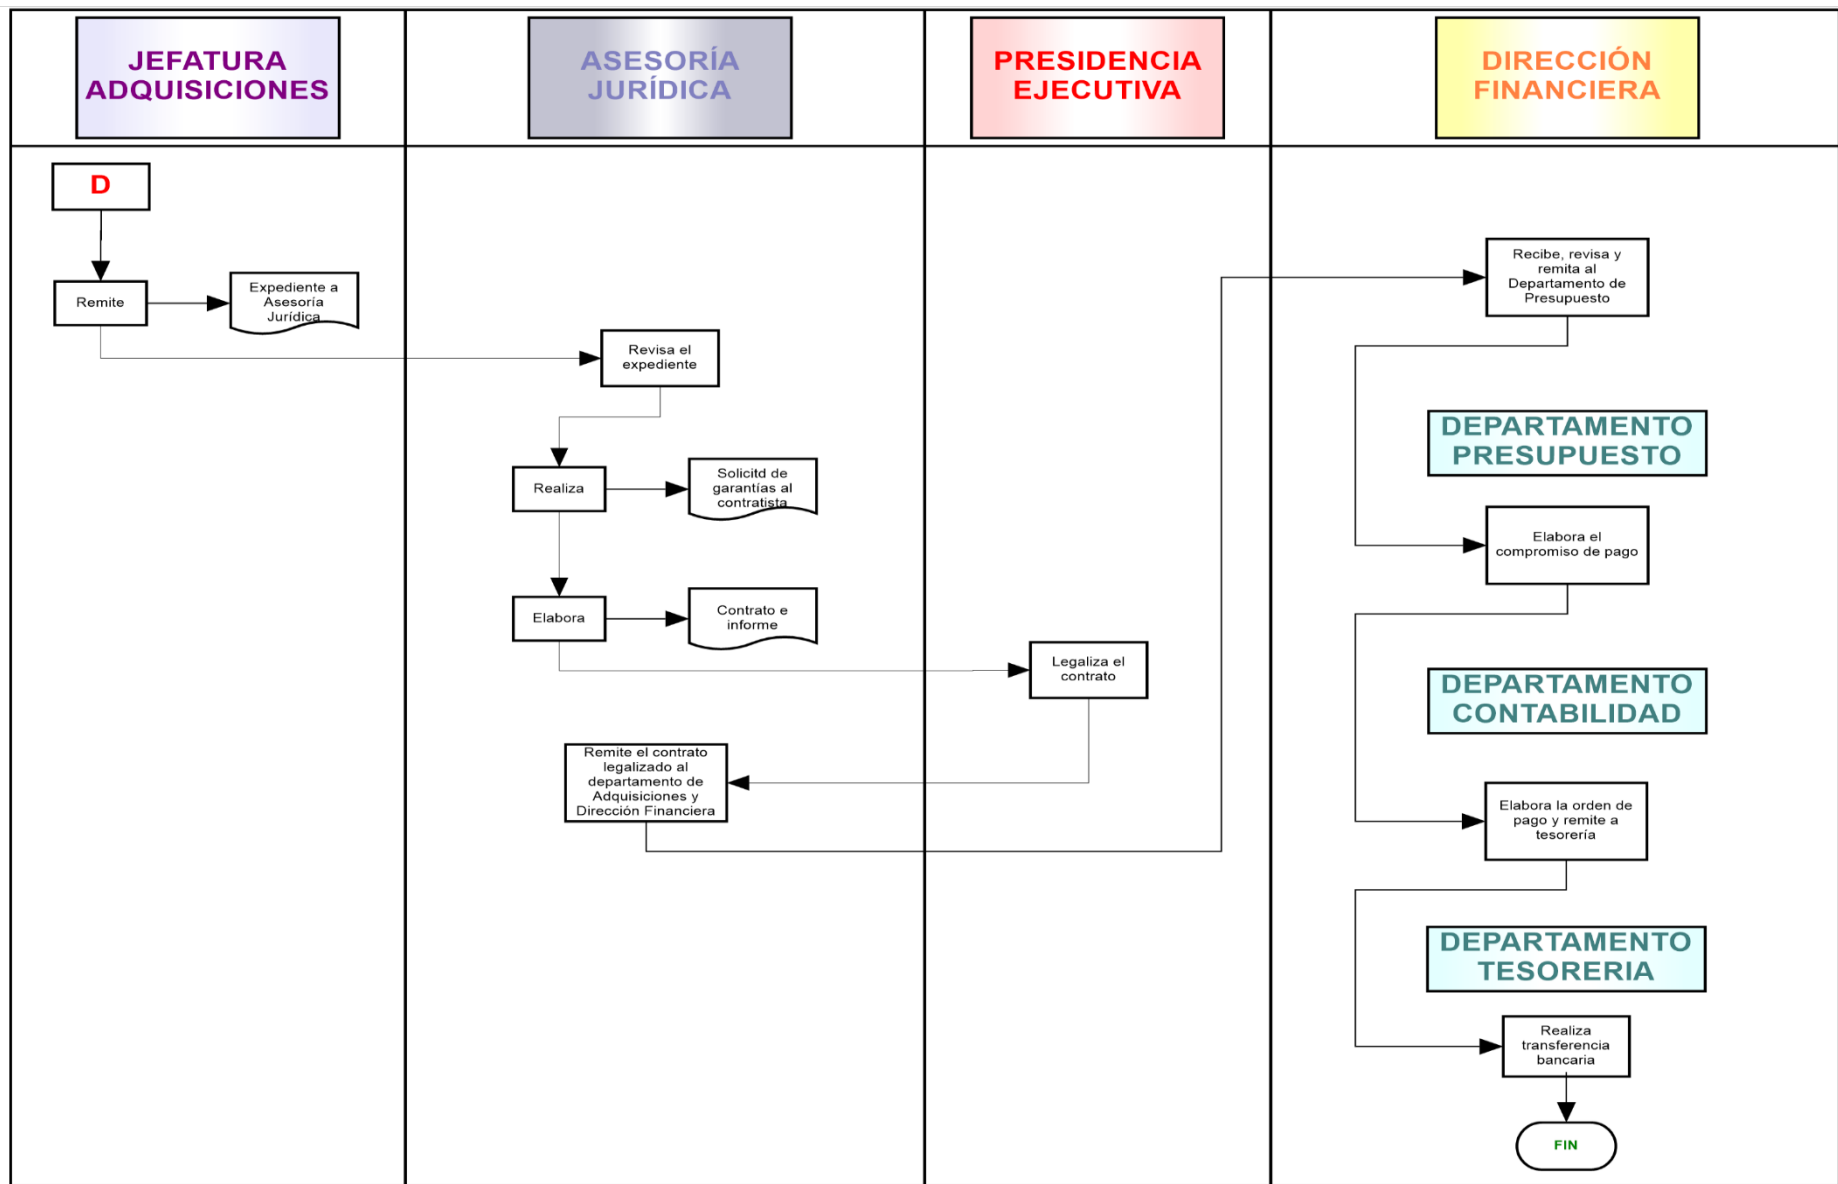 JEFATURA
ADQUISICIONES
ASESORÍA
JURÍDICA
PRESIDENCIA
EJECUTIVA
DIRECCIÓN
FINANCIERA
D
Remite
Expediente a
Asesoría
Jurídica
Revisa el
expediente
Realiza
Solicitd de
garantías al
contratista
Elabora
Contrato e
informe
Legaliza el
contrato
Remite el contrato
legalizado al
departamento de
Adquisiciones y
Dirección Financiera
Recibe, revisa y
remita al
Departamento de
Presupuesto
DEPARTAMENTO
PRESUPUESTO
Elabora el
compromiso de pago
DEPARTAMENTO
CONTABILIDAD
Elabora la orden de
pago y remite a
tesorería
DEPARTAMENTO
TESORERIA
Realiza
transferencia
bancaria
FIN